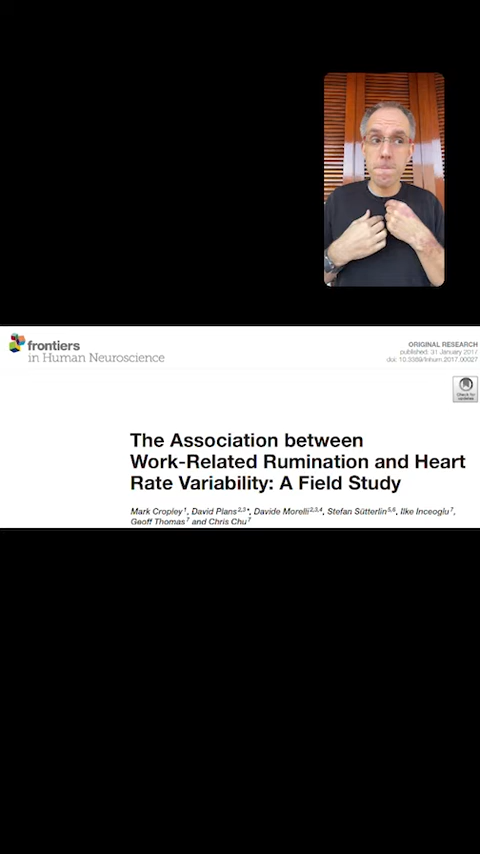 frontiers
in Human Neuroscience
ORIGINAL RESEARCH
published: 31 January 2017
doi: 10.3389/fnhum.2017.00027
Check for
updates
The Association between
Work-Related Rumination and Heart
Rate Variability: A Field Study
Mark Cropley1, David Plans2,3*, Davide Morelli2,3,4, Stefan Sütterlin5,6, Ilke Inceoglu7,
Geoff Thomas7 and Chris Chu7